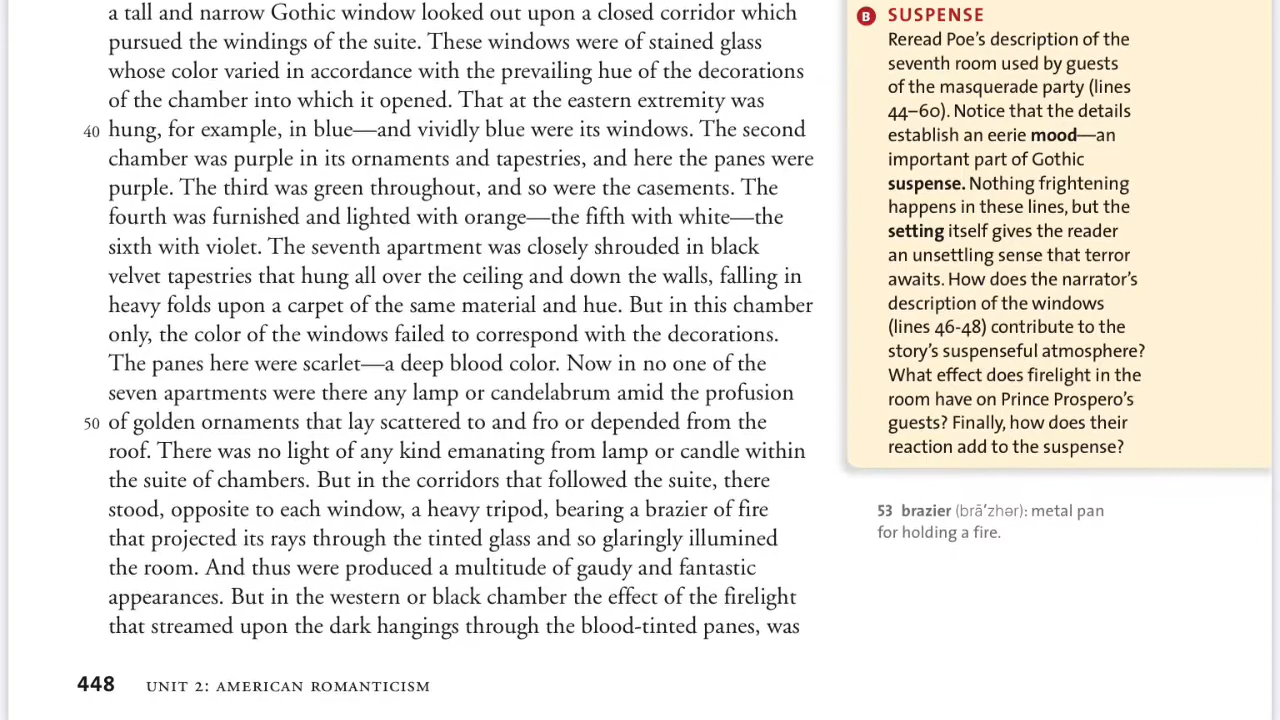 a tall and narrow Gothic window looked out upon a closed corridor which
pursued the windings of the suite. These windows were of stained glass
whose color varied in accordance with the prevailing hue of the decorations
of the chamber into which it opened. That at the eastern extremity was
40 hung, for example, in blue—and vividly blue were its windows. The second
chamber was purple in its ornaments and tapestries, and here the panes were
purple. The third was green throughout, and so were the casements. The
fourth was furnished and lighted with orange—the fifth with white—the
sixth with violet. The seventh apartment was closely shrouded in black
velvet tapestries that hung all over the ceiling and down the walls, falling in
heavy folds upon a carpet of the same material and hue. But in this chamber
only, the color of the windows failed to correspond with the decorations.
The panes here were scarlet—a deep blood color. Now in no one of the
seven apartments were there any lamp or candelabrum amid the profusion
50 of golden ornaments that lay scattered to and fro or depended from the
roof. There was no light of any kind emanating from lamp or candle within
the suite of chambers. But in the corridors that followed the suite, there
stood, opposite to each window, a heavy tripod, bearing a brazier of fire
that projected its rays through the tinted glass and so glaringly illumined
the room. And thus were produced a multitude of gaudy and fantastic
appearances. But in the western or black chamber the effect of the firelight
that streamed upon the dark hangings through the blood-tinted panes, was
B SUSPENSE
Reread Poe's description of the
seventh room used by guests
of the masquerade party (lines
44–60). Notice that the details
establish an eerie mood—an
important part of Gothic
suspense. Nothing frightening
happens in these lines, but the
setting itself gives the reader
an unsettling sense that terror
awaits. How does the narrator's
description of the windows
(lines 46-48) contribute to the
story's suspenseful atmosphere?
What effect does firelight in the
room have on Prince Prospero's
guests? Finally, how does their
reaction add to the suspense?
53 brazier (brā′zhər): metal pan
for holding a fire.
448 UNIT 2: AMERICAN ROMANTICISM